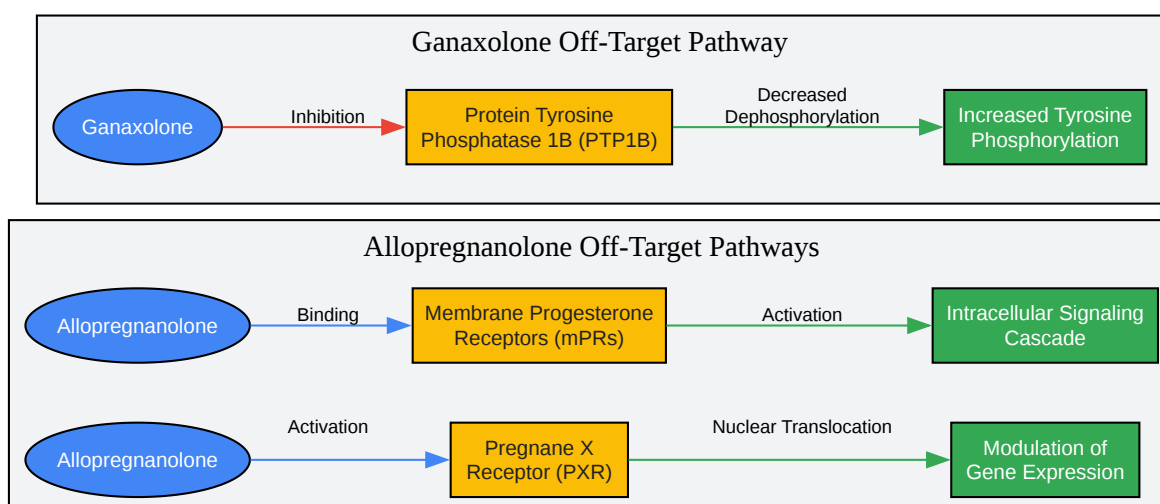 Ganaxolone Off-Target Pathway
Ganaxolone
Inhibition
Protein Tyrosine
Phosphatase 1B (PTP1B)
Decreased
Dephosphorylation
Increased Tyrosine
Phosphorylation
Allopregnanolone Off-Target Pathways
Allopregnanolone
Binding
Membrane Progesterone
Receptors (mPRs)
Activation
Intracellular Signaling
Cascade
Allopregnanolone
Activation
Pregnane X
Receptor (PXR)
Nuclear Translocation
Modulation of
Gene Expression